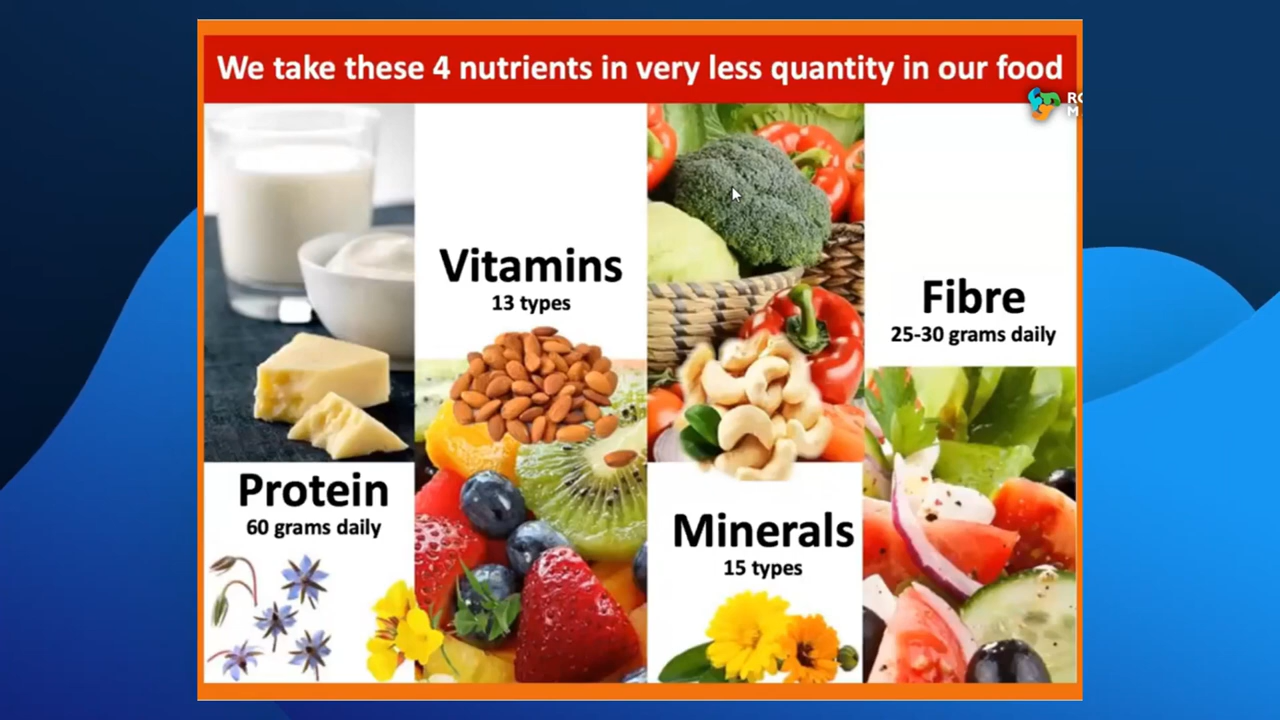 We take these 4 nutrients in very less quantity in our food
Vitamins
13 types
Fibre
25-30 grams daily
Protein
60 grams daily
Minerals
15 types